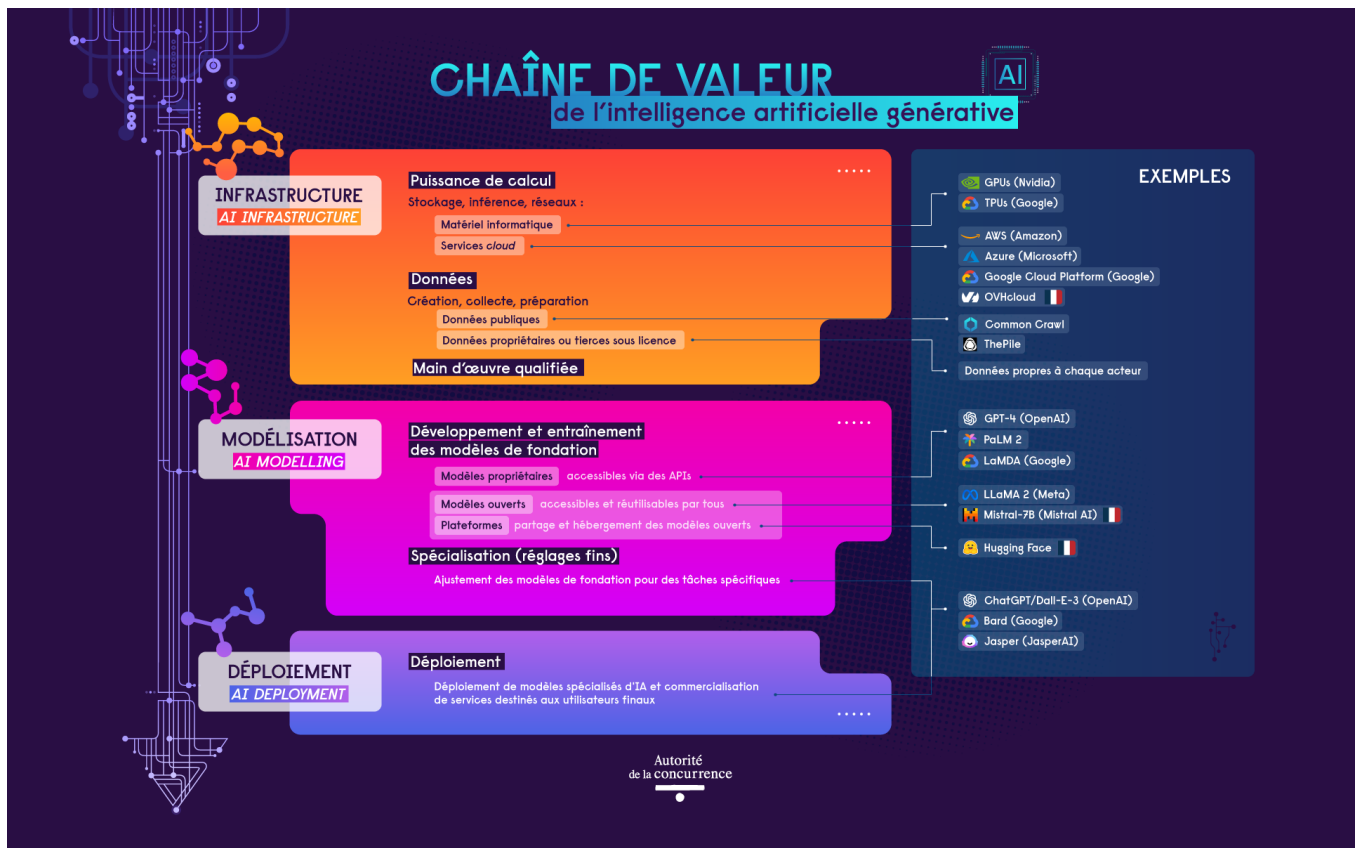 CHAÎNE DE VALEUR
AI
de l'intelligence artificielle générative
INFRASTRUCTURE
AI INFRASTRUCTURE
Puissance de calcul
Stockage, inférence, réseaux :
Matériel informatique
Services cloud
Données
Création, collecte, préparation
Données publiques
Données propriétaires ou tierces sous licence
Main d'œuvre qualifiée
EXEMPLES
GPUs (Nvidia)
TPUs (Google)
AWS (Amazon)
Azure (Microsoft)
Google Cloud Platform (Google)
OVHcloud
Common Crawl
ThePile
Données propres à chaque acteur
MODÉLISATION
AI MODELLING
Développement et entraînement
des modèles de fondation
Modèles propriétaires accessibles via des APIs
Modèles ouverts accessibles et réutilisables par tous
Plateformes partage et hébergement des modèles ouverts
Spécialisation (réglages fins)
Ajustement des modèles de fondation pour des tâches spécifiques
GPT-4 (OpenAI)
PaLM 2
LaMDA (Google)
LLaMA 2 (Meta)
Mistral-7B (Mistral AI)
Hugging Face
ChatGPT/Dall-E-3 (OpenAI)
Bard (Google)
Jasper (JasperAI)
DÉPLOIEMENT
AI DEPLOYMENT
Déploiement
Déploiement de modèles spécialisés d'IA et commercialisation
de services destinés aux utilisateurs finaux
Autorité
de la concurrence